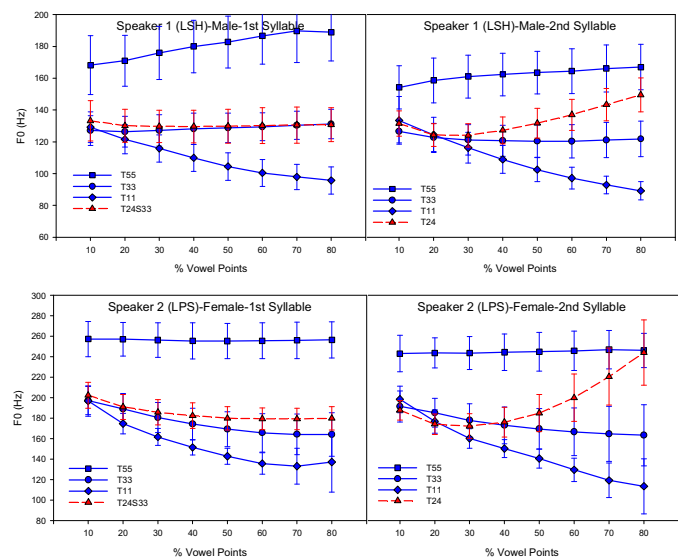 Speaker 1 (LSH)-Male-1st Syllable
200
180
160
140
120
100
80
60
F0 (Hz)
T55
T33
T11
T24S33
10 20 30 40 50 60 70 80
% Vowel Points
Speaker 1 (LSH)-Male-2nd Syllable
T55
T33
T11
T24
10 20 30 40 50 60 70 80
% Vowel Points
Speaker 2 (LPS)-Female-1st Syllable
300
280
260
240
220
200
180
160
140
120
100
80
F0 (Hz)
T55
T33
T11
T24S33
10 20 30 40 50 60 70 80
% Vowel Points
Speaker 2 (LPS)-Female-2nd Syllable
T55
T33
T11
T24
10 20 30 40 50 60 70 80
% Vowel Points